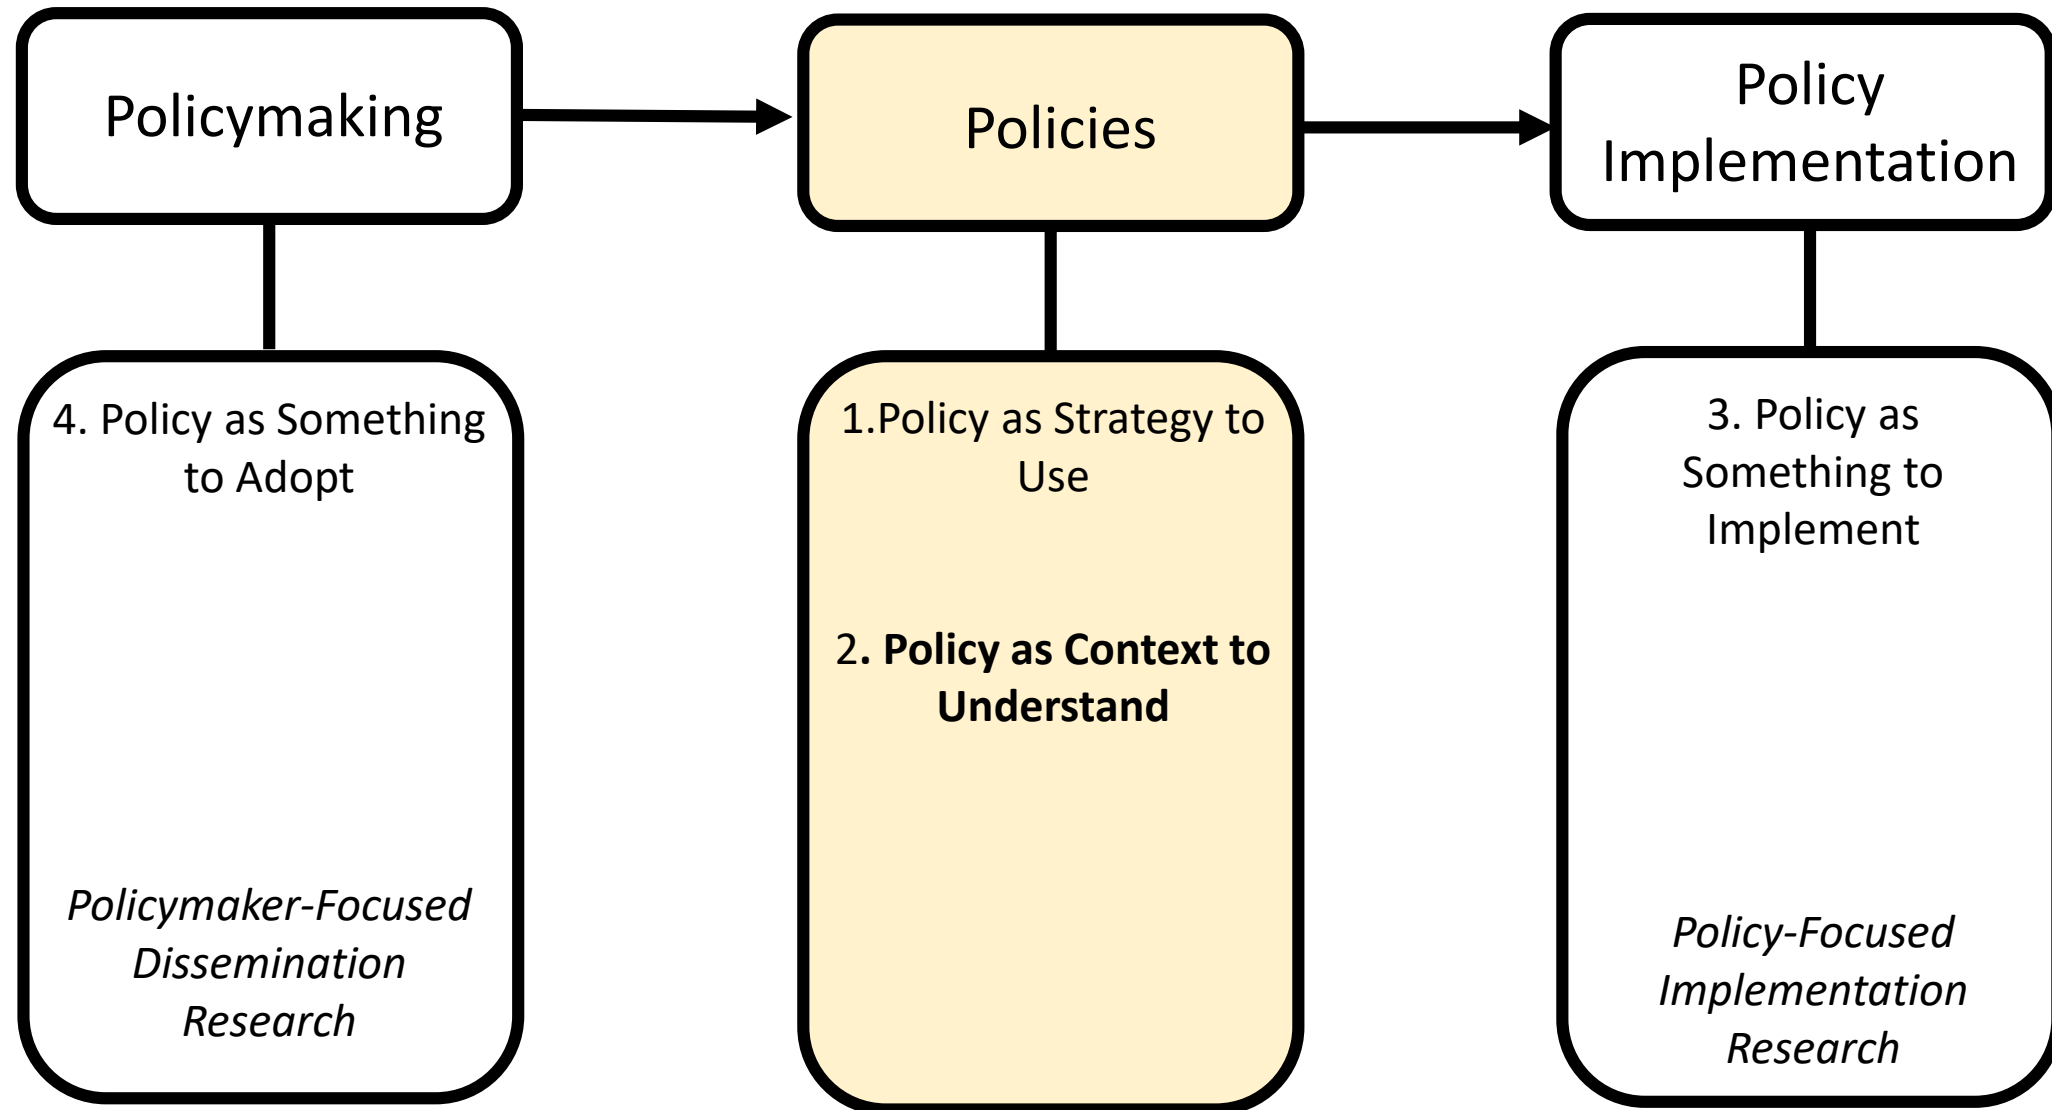 Policymaking
Policies
Policy
Implementation
4. Policy as Something
to Adopt
Policymaker-Focused
Dissemination
Research
1.Policy as Strategy to
Use
2. Policy as Context to
Understand
3. Policy as
Something to
Implement
Policy-Focused
Implementation
Research